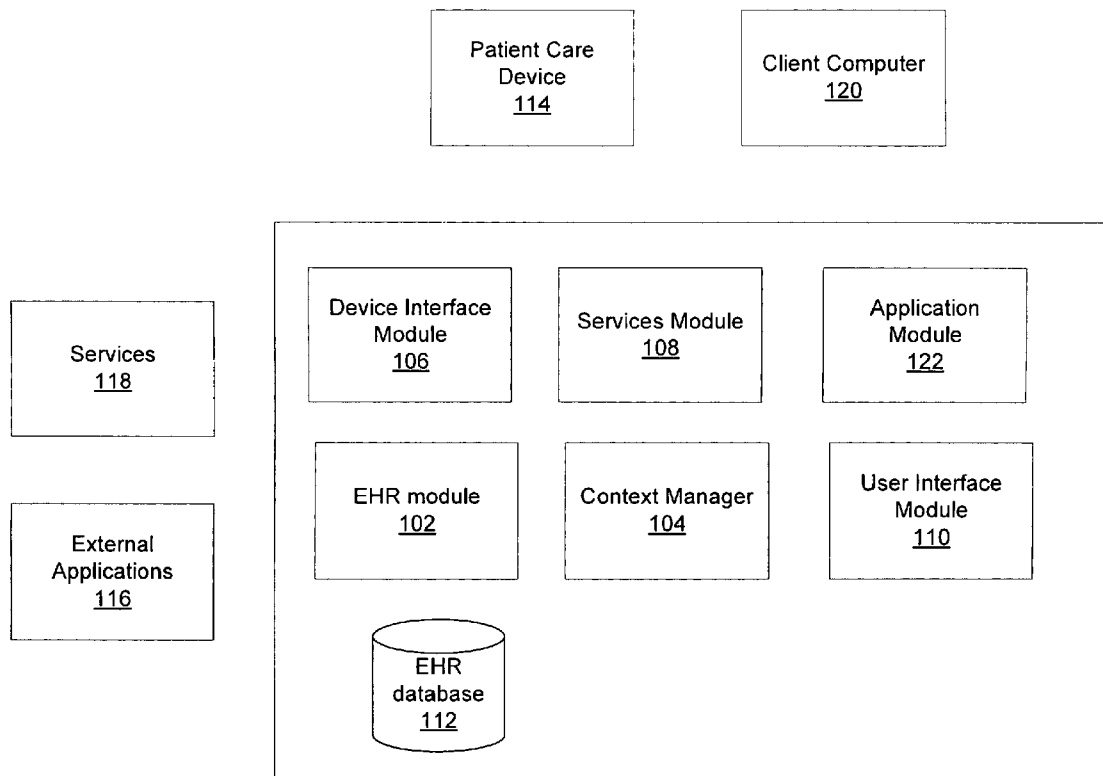 Patient Care
Device
114
Client Computer
120
Device Interface
Module
106
Services Module
108
Application
Module
122
Services
118
EHR module
102
Context Manager
104
User Interface
Module
110
External
Applications
116
EHR
database
112